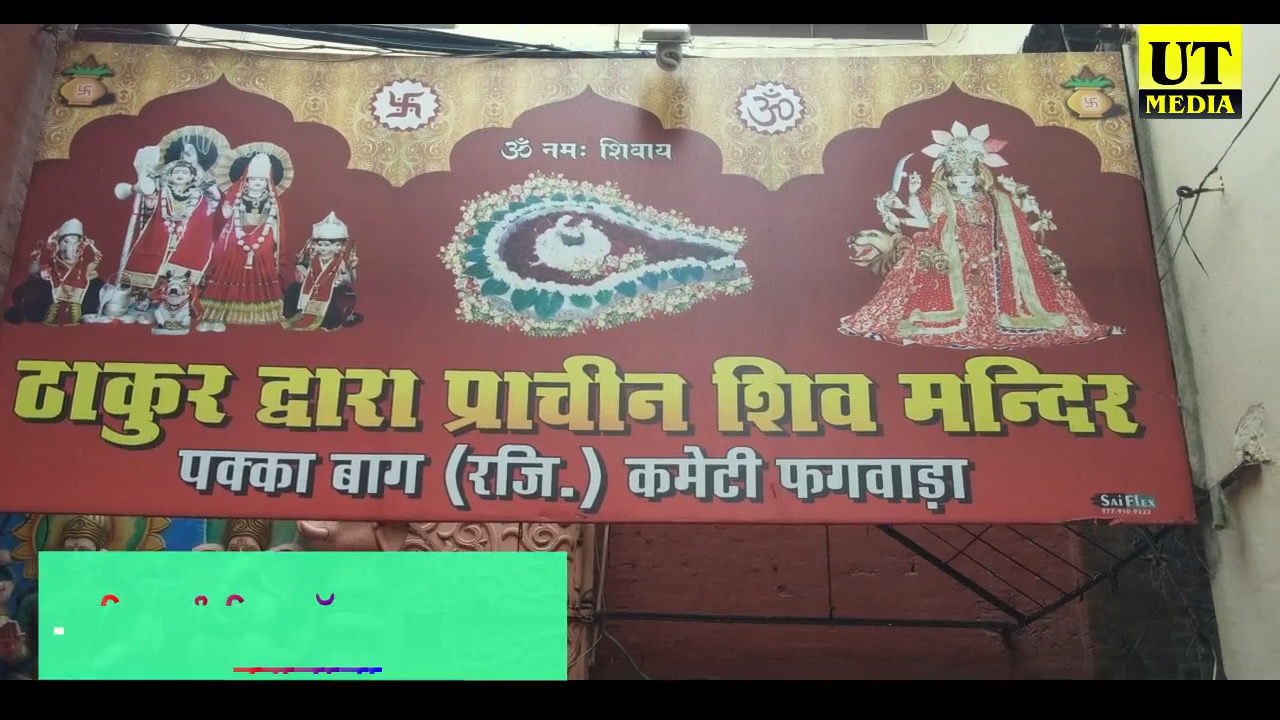 UT
MEDIA
ॐ
ॐ नमः शिवाय
ठाकुर द्वारा प्राचीन शिव मन्दिर
पक्का बाग (रजि.) कमेटी फगवाड़ा
SAI FLEX